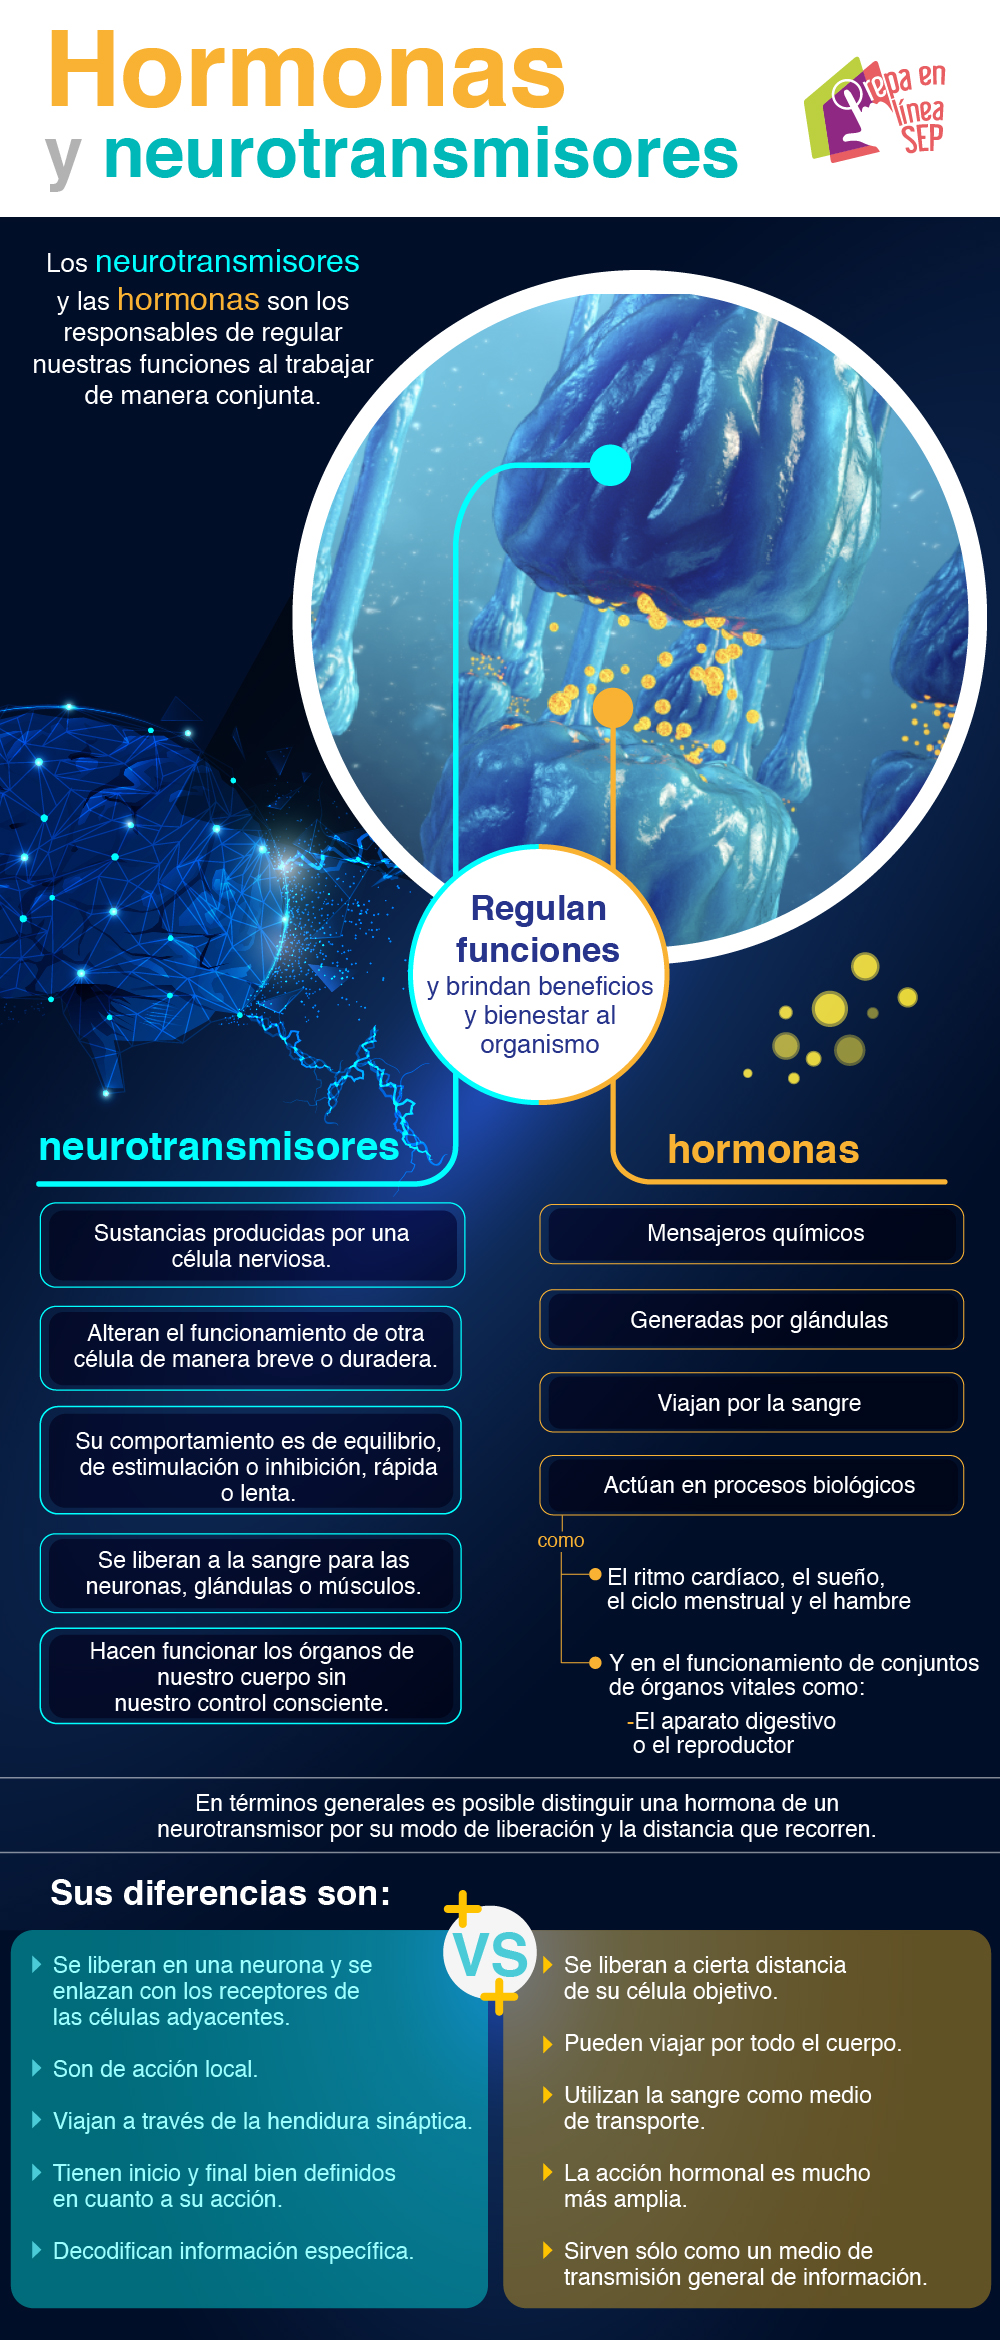 Hormonas
y neurotransmisores
Prepa en
línea
SEP
Los neurotransmisores
y las hormonas son los
responsables de regular
nuestras funciones al trabajar
de manera conjunta.
Regulan
funciones
y brindan beneficios
y bienestar al
organismo
neurotransmisores
Sustancias producidas por una
célula nerviosa.
Alteran el funcionamiento de otra
célula de manera breve o duradera.
Su comportamiento es de equilibrio,
de estimulación o inhibición, rápida
o lenta.
Se liberan a la sangre para las
neuronas, glándulas o músculos.
Hacen funcionar los órganos de
nuestro cuerpo sin
nuestro control consciente.
hormonas
Mensajeros químicos
Generadas por glándulas
Viajan por la sangre
Actúan en procesos biológicos
como
El ritmo cardíaco, el sueño,
el ciclo menstrual y el hambre
Y en el funcionamiento de conjuntos
de órganos vitales como:
-El aparato digestivo
o el reproductor
En términos generales es posible distinguir una hormona de un
neurotransmisor por su modo de liberación y la distancia que recorren.
Sus diferencias son:
VS
Se liberan en una neurona y se
enlazan con los receptores de
las células adyacentes.
Son de acción local.
Viajan a través de la hendidura sináptica.
Tienen inicio y final bien definidos
en cuanto a su acción.
Decodifican información específica.
Se liberan a cierta distancia
de su célula objetivo.
Pueden viajar por todo el cuerpo.
Utilizan la sangre como medio
de transporte.
La acción hormonal es mucho
más amplia.
Sirven sólo como un medio de
transmisión general de información.